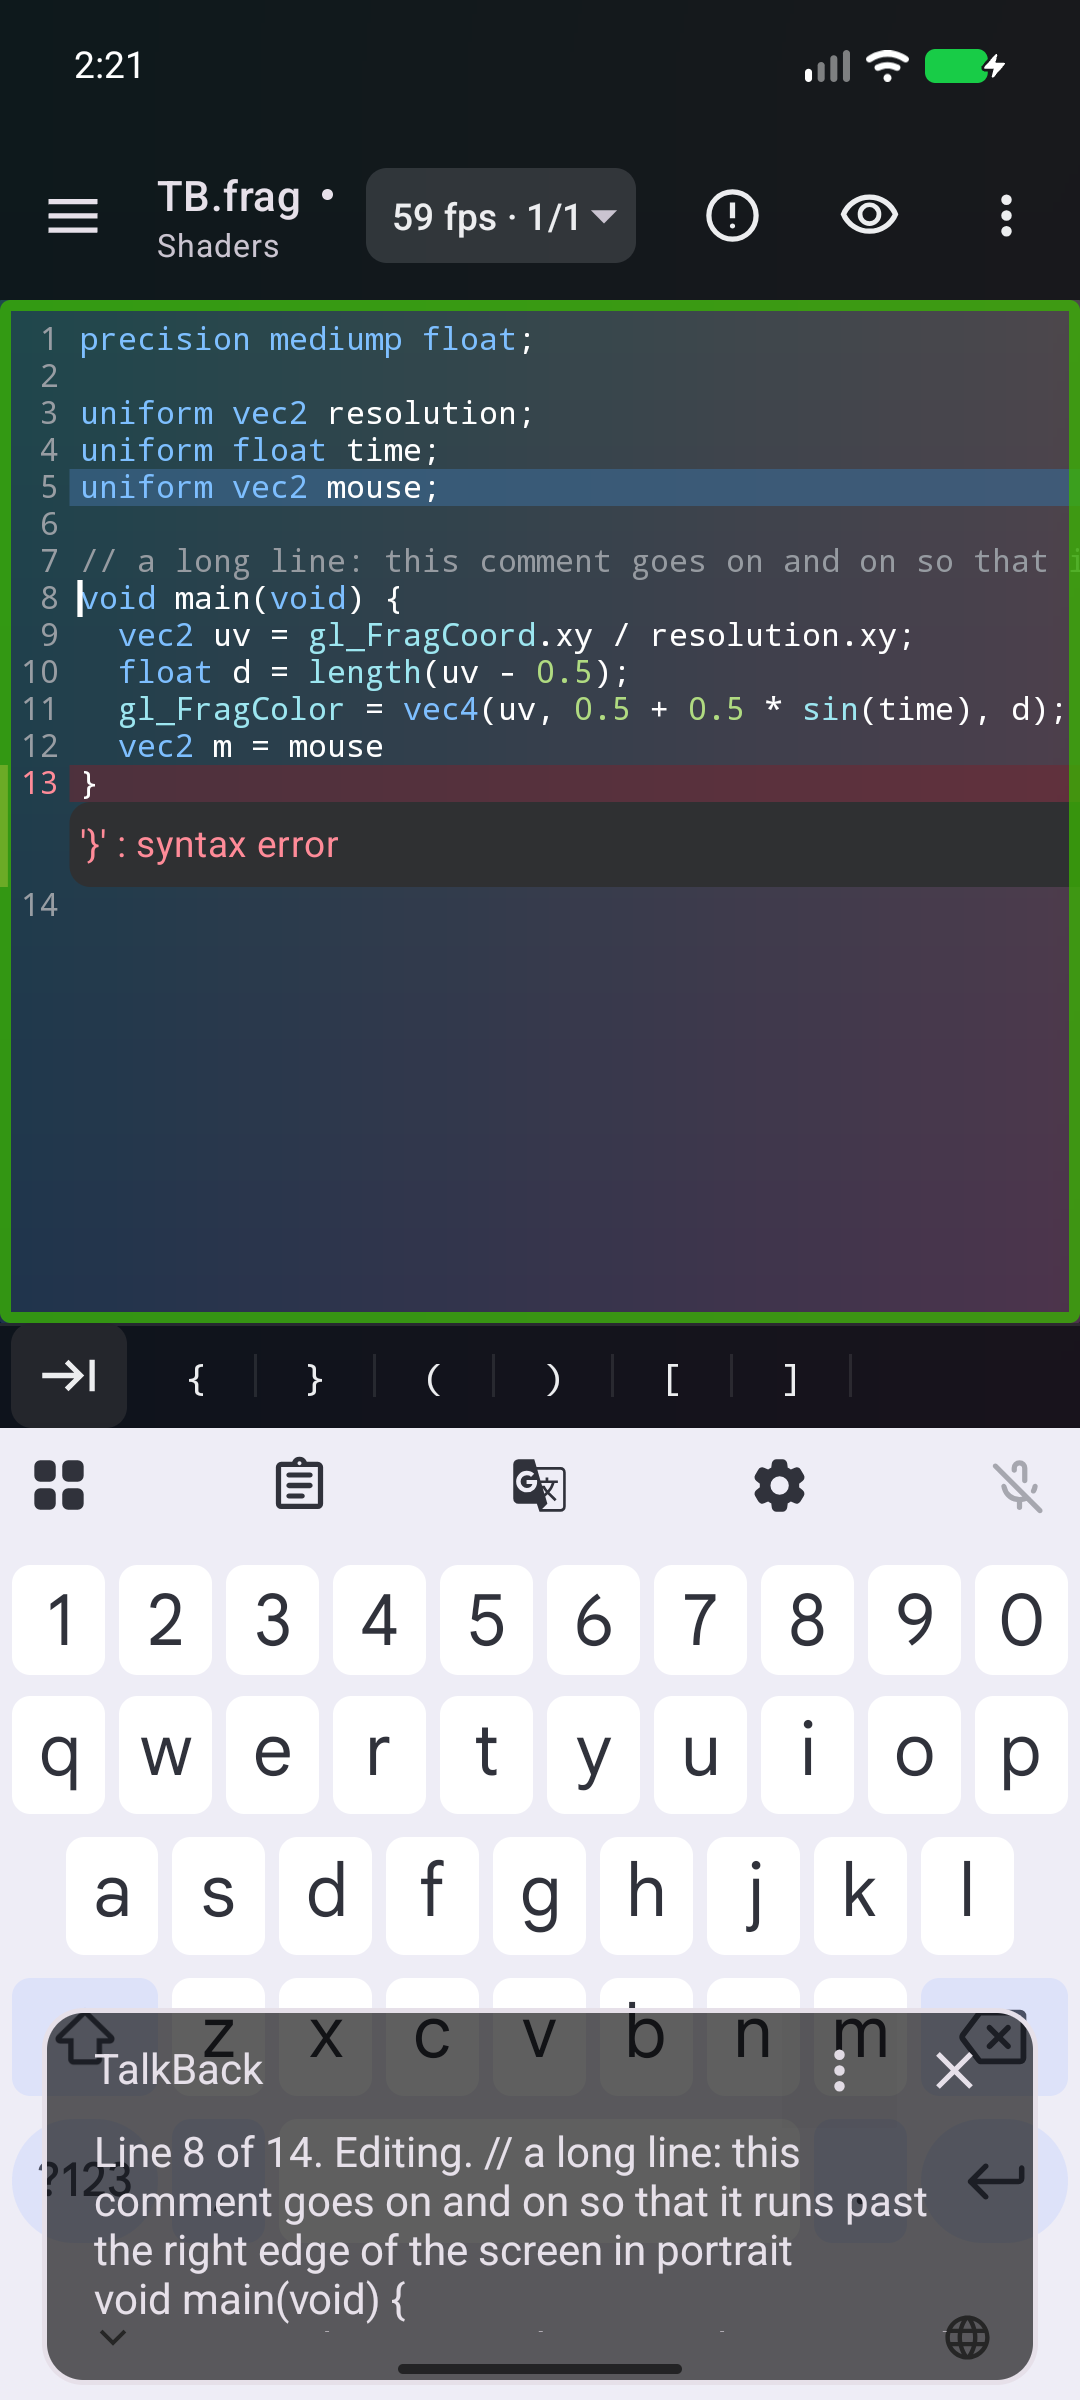 2:21
TB.frag •
Shaders
59 fps · 1/1
1 precision mediump float;
2
3 uniform vec2 resolution;
4 uniform float time;
5 uniform vec2 mouse;
6
7 // a long line: this comment goes on and on so that i
8 void main(void) {
9   vec2 uv = gl_FragCoord.xy / resolution.xy;
10   float d = length(uv - 0.5);
11   gl_FragColor = vec4(uv, 0.5 + 0.5 * sin(time), d);
12   vec2 m = mouse
13 }
'}' : syntax error
14
{ } ( ) [ ]
1 2 3 4 5 6 7 8 9 0
q w e r t y u i o p
a s d f g h j k l
z x c v b n m
?123
TalkBack
Line 8 of 14. Editing. // a long line: this
comment goes on and on so that it runs past
the right edge of the screen in portrait
void main(void) {